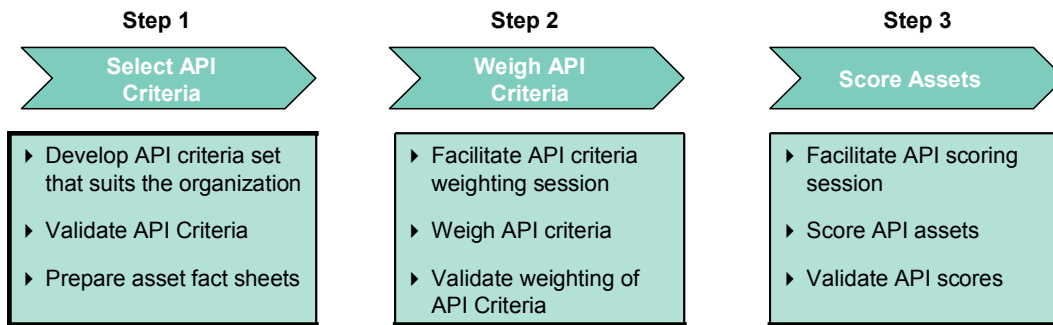 Step 1
Step 2
Step 3
Select API
Criteria
Weigh API
Criteria
Score Assets
Develop API criteria set
that suits the organization
Validate API Criteria
Prepare asset fact sheets
Facilitate API criteria
weighting session
Weigh API criteria
Validate weighting of
API Criteria
Facilitate API scoring
session
Score API assets
Validate API scores